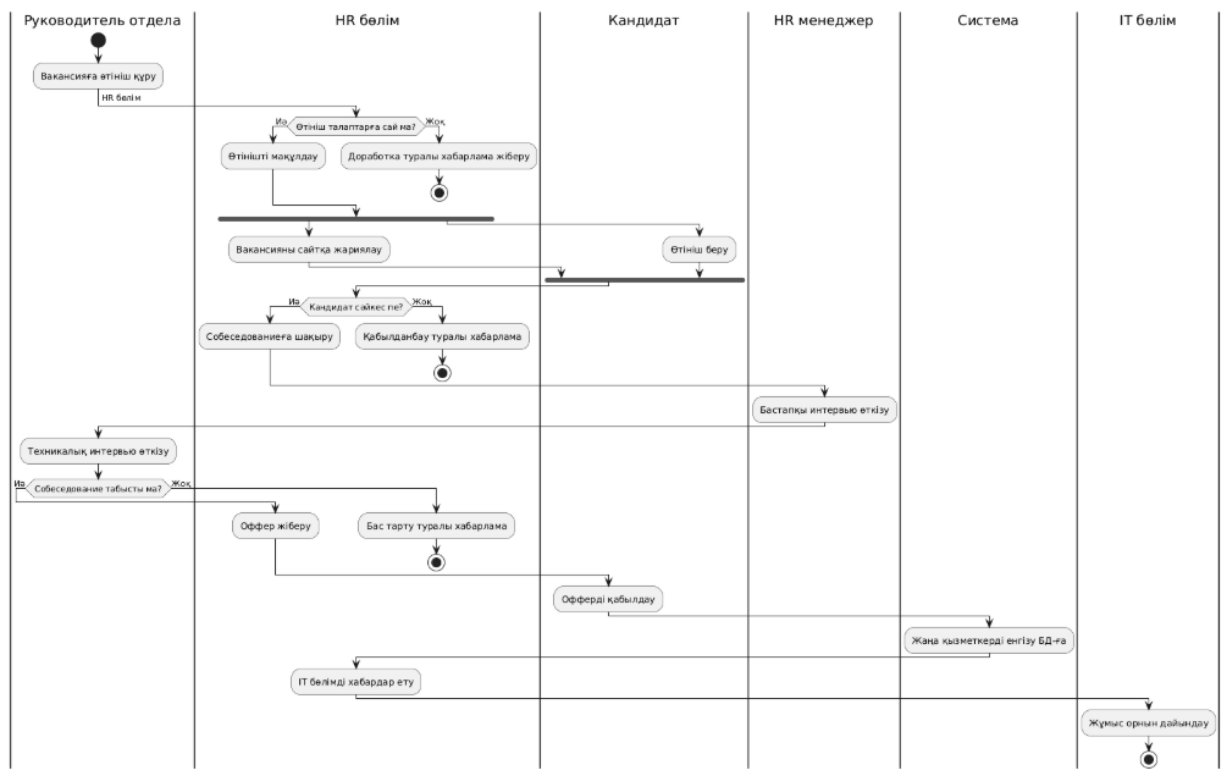 Руководитель отдела
HR бөлім
Кандидат
HR менеджер
Система
IT бөлім
Вакансияға өтініш құру
HR бөлім
Иә
Өтініш талаптарға сай ма?
Жоқ
Өтінішті мақұлдау
Доработка туралы хабарлама жіберу
Вакансияны сайтқа жариялау
Өтініш беру
Иә
Кандидат сәйкес пе?
Жоқ
Собеседованиеға шақыру
Қабылданбау туралы хабарлама
Бастапқы интервью өткізу
Техникалық интервью өткізу
Иә
Собеседование табысты ма?
Жоқ
Оффер жіберу
Бас тарту туралы хабарлама
Офферді қабылдау
Жаңа қызметкерді енгізу БД-ға
IT бөлімді хабардар ету
Жұмыс орнын дайындау